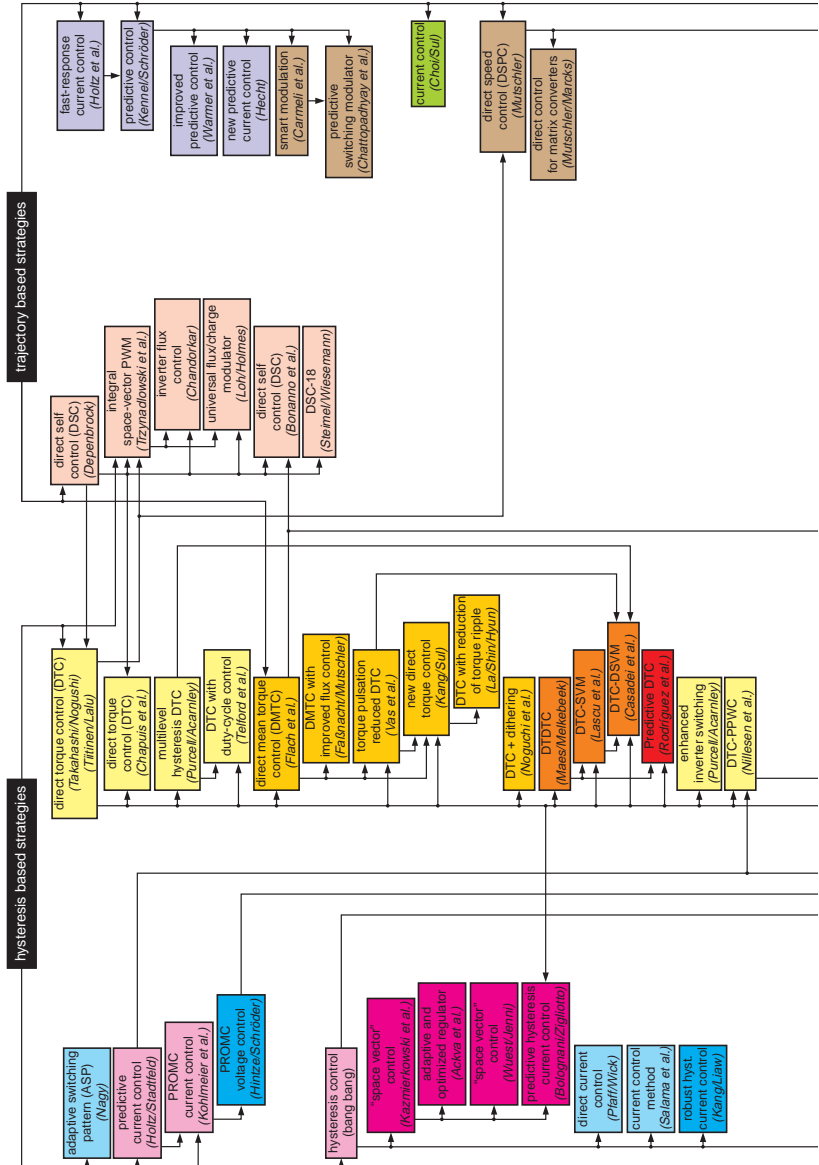 hysteresis based strategies
trajectory based strategies
adaptive switching
pattern (ASP)
(Nagy)
predictive
current control
(Holtz/Stadtfeld)
PROMC
current control
(Kohlmeier et al.)
PROMC
voltage control
(Hintze/Schröder)
hysteresis control
(bang bang)
"space vector"
control
(Kazmierkowski et al.)
adaptive and
optimized regulator
(Ackva et al.)
"space vector"
control
(Wuest/Jenni)
predictive hysteresis
current control
(Bolognani/Zigliotto)
direct current
control
(Pfaff/Wick)
current control
method
(Salama et al.)
robust hyst.
current control
(Kang/Liaw)
direct torque control (DTC)
(Takahashi/Nogushi)
(Tiitinen/Lalu)
direct torque
control (DTC)
(Chapuis et al.)
multilevel
hysteresis DTC
(Purcell/Acarnley)
DTC with
duty-cycle control
(Telford et al.)
direct mean torque
control (DMTC)
(Flach et al.)
DMTC with
improved flux control
(Faßnacht/Mutschler)
torque pulsation
reduced DTC
(Vas et al.)
new direct
torque control
(Kang/Sul)
DTC with reduction
of torque ripple
(La/Shin/Hyun)
DTC + dithering
(Noguchi et al.)
DTDTC
(Maes/Melkebeek)
DTC-SVM
(Lascu et al.)
DTC-DSVM
(Casadei et al.)
Predictive DTC
(Rodriguez et al.)
enhanced
inverter switching
(Purcell/Acarnley)
DTC-PPWC
(Nillesen et al.)
direct self
control (DSC)
(Depenbrock)
integral
space-vector PWM
(Trzynadlowski et al.)
inverter flux
control
(Chandorkar)
universal flux/charge
modulator
(Loh/Holmes)
direct self
control (DSC)
(Bonanno et al.)
DSC-18
(Steimel/Wiesemann)
fast-response
current control
(Holtz et al.)
predictive control
(Kennel/Schröder)
improved
predictive control
(Warmer et al.)
new predictive
current control
(Hecht)
smart modulation
(Carmeli et al.)
predictive
switching modulator
(Chattopadhyay et al.)
current control
(Choi/Sul)
direct speed
control (DSPC)
(Mutschler)
direct control
for matrix converters
(Mutschler/Marcks)